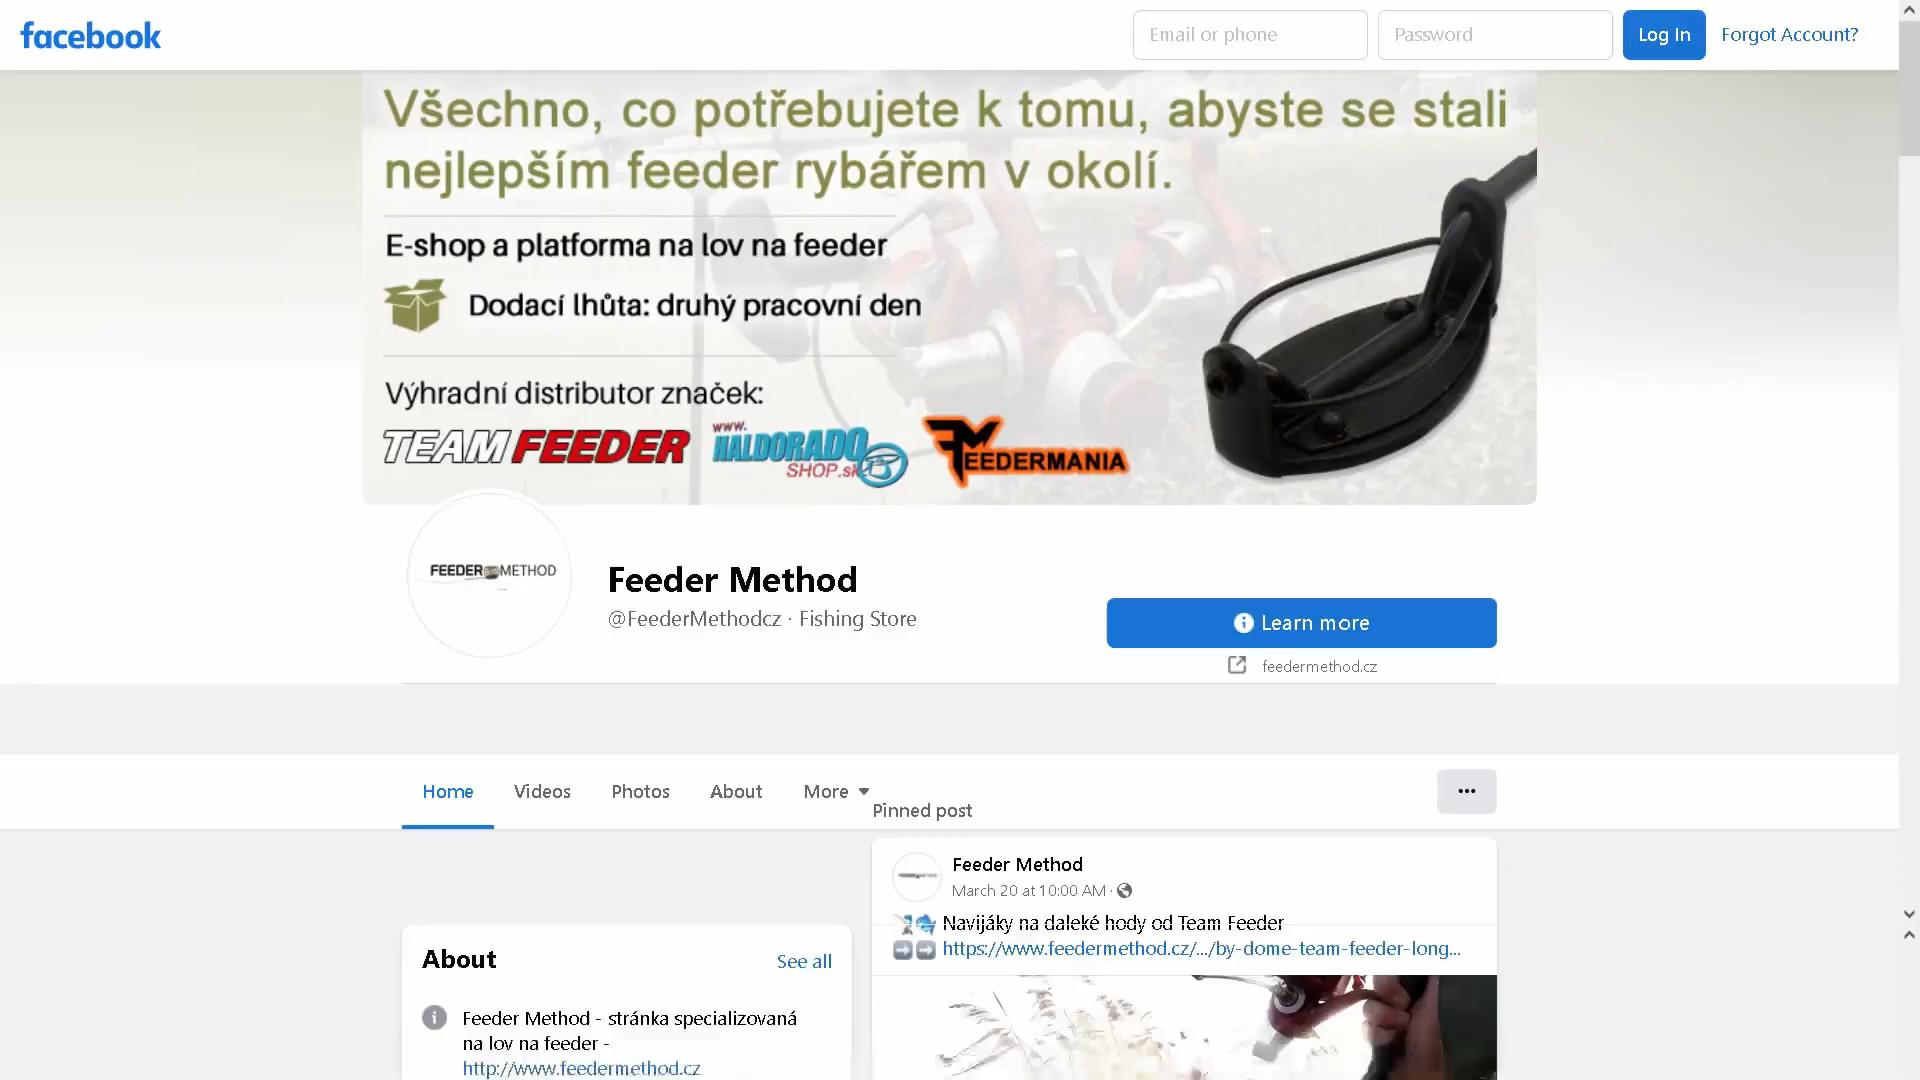 facebook
Email or phone
Password
Log In
Forgot Account?
Všechno, co potřebujete k tomu, abyste se stali
nejlepším feeder rybářem v okolí.
E-shop a platforma na lov na feeder
Dodací lhůta: druhý pracovní den
Výhradní distributor značek:
TEAM FEEDER
WWW.
HALDORADO
SHOP.sk
FEEDERMANIA
FEEDER METHOD
Feeder Method
@FeederMethodcz · Fishing Store
Learn more
feedermethod.cz
Home
Videos
Photos
About
More
Pinned post
Feeder Method
March 20 at 10:00 AM ·
Navijáky na daleké hody od Team Feeder
https://www.feedermethod.cz/.../by-dome-team-feeder-long...
About
See all
Feeder Method - stránka specializovaná
na lov na feeder -
http://www.feedermethod.cz